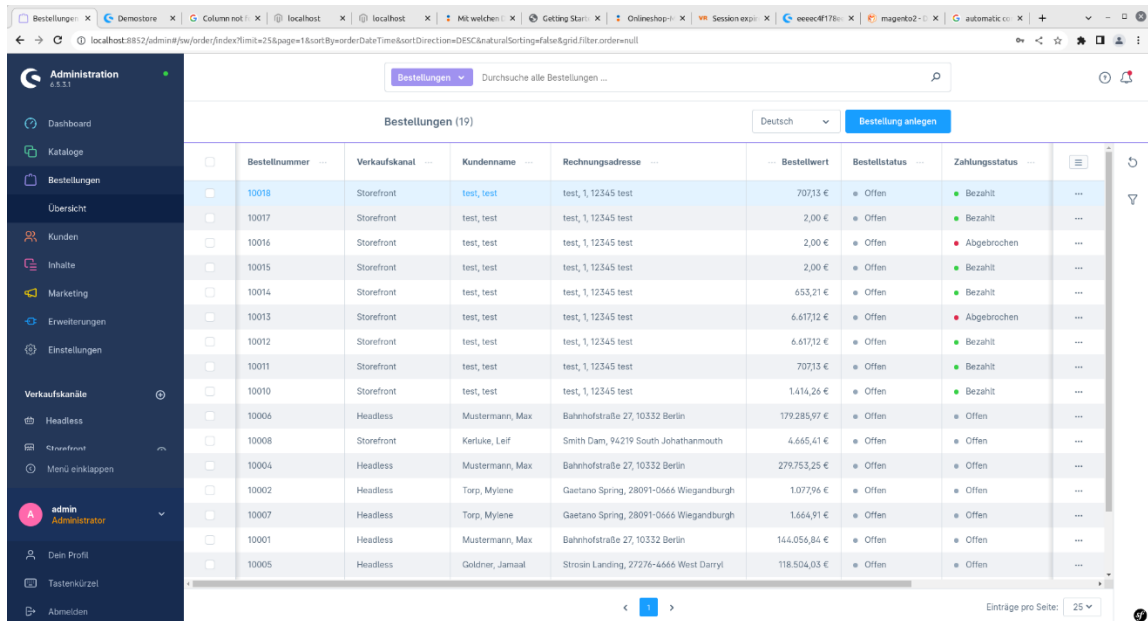 Bestellungen
Demostore
Column not f
localhost
localhost
Mit welchen
Getting Start
Onlineshop-
Session expir
eeeec4f178e
magento2 -
automatic co
localhost:8852/admin#/sw/order/index?limit=25&page=1&sortBy=orderDateTime&sortDirection=DESC&naturalSorting=false&grid.filter.order=null
Administration
6.5.3.1
Bestellungen Durchsuche alle Bestellungen ...
Dashboard
Kataloge
Bestellungen
Übersicht
Kunden
Inhalte
Marketing
Erweiterungen
Einstellungen
Verkaufskanäle
Headless
Storefront
Menü einklappen
A
admin
Administrator
Dein Profil
Tastenkürzel
Abmelden
Bestellungen (19)
Deutsch
Bestellung anlegen
Bestellnummer Verkaufskanal Kundenname Rechnungsadresse Bestellwert Bestellstatus Zahlungsstatus
10018 Storefront test, test test, 1, 12345 test 707,13 € Offen Bezahlt
10017 Storefront test, test test, 1, 12345 test 2,00 € Offen Bezahlt
10016 Storefront test, test test, 1, 12345 test 2,00 € Offen Abgebrochen
10015 Storefront test, test test, 1, 12345 test 2,00 € Offen Bezahlt
10014 Storefront test, test test, 1, 12345 test 653,21 € Offen Bezahlt
10013 Storefront test, test test, 1, 12345 test 6.617,12 € Offen Abgebrochen
10012 Storefront test, test test, 1, 12345 test 6.617,12 € Offen Bezahlt
10011 Storefront test, test test, 1, 12345 test 707,13 € Offen Bezahlt
10010 Storefront test, test test, 1, 12345 test 1.414,26 € Offen Bezahlt
10006 Headless Mustermann, Max Bahnhofstraße 27, 10332 Berlin 179.285,97 € Offen Offen
10008 Storefront Kerluke, Leif Smith Dam, 94219 South Johathanmouth 4.665,41 € Offen Offen
10004 Headless Mustermann, Max Bahnhofstraße 27, 10332 Berlin 279.753,25 € Offen Offen
10002 Headless Torp, Mylene Gaetano Spring, 28091-0666 Wiegandburgh 1.077,96 € Offen Offen
10007 Headless Torp, Mylene Gaetano Spring, 28091-0666 Wiegandburgh 1.664,91 € Offen Offen
10001 Headless Mustermann, Max Bahnhofstraße 27, 10332 Berlin 144.056,84 € Offen Offen
10005 Headless Goldner, Jamaal Strosin Landing, 27276-4666 West Darryl 118.504,03 € Offen Offen
1
Einträge pro Seite: 25
sf